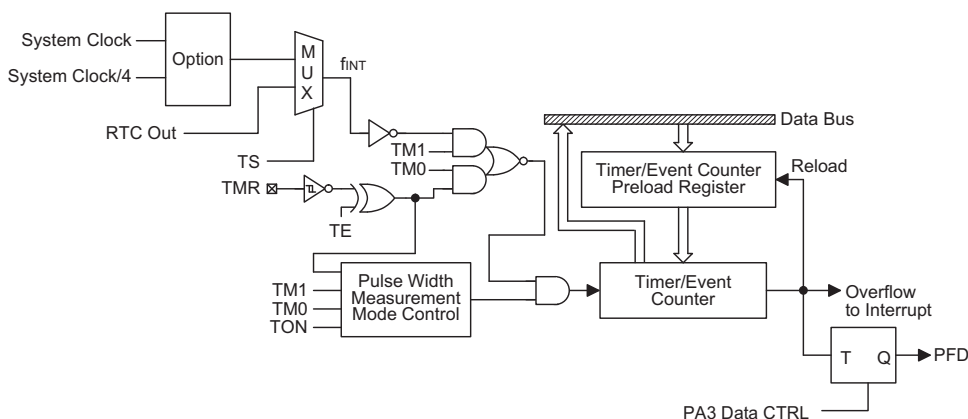 System Clock
System Clock/4
Option
M
U
X
fINT
RTC Out
TS
TM1
TM0
TMR
TE
Data Bus
Timer/Event Counter
Preload Register
Reload
TM1
TM0
TON
Pulse Width
Measurement
Mode Control
Timer/Event
Counter
Overflow
to Interrupt
T
Q
PFD
PA3 Data CTRL